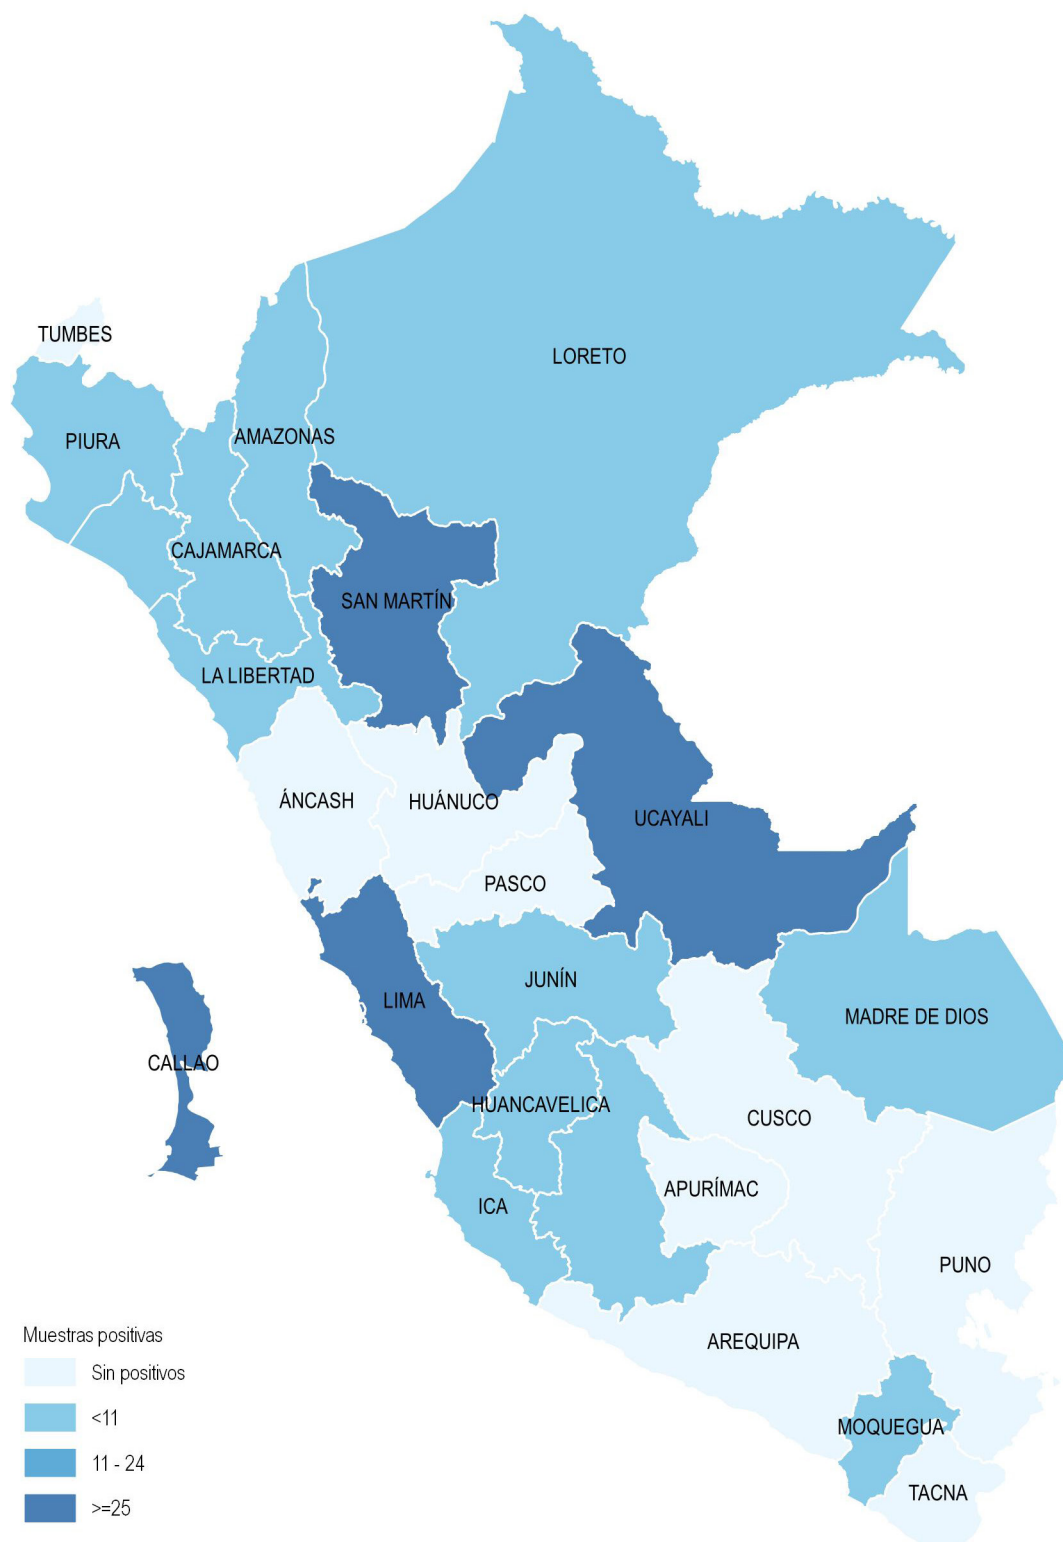 TUMBES
LORETO
PIURA
AMAZONAS
CAJAMARCA
SAN MARTÍN
LA LIBERTAD
ÁNCASH
HUÁNUCO
UCAYALI
PASCO
JUNÍN
LIMA
MADRE DE DIOS
CALLAO
HUANCAVELICA
CUSCO
APURÍMAC
ICA
PUNO
AREQUIPA
MOQUEGUA
TACNA
Muestras positivas
Sin positivos
<11
11 - 24
>=25